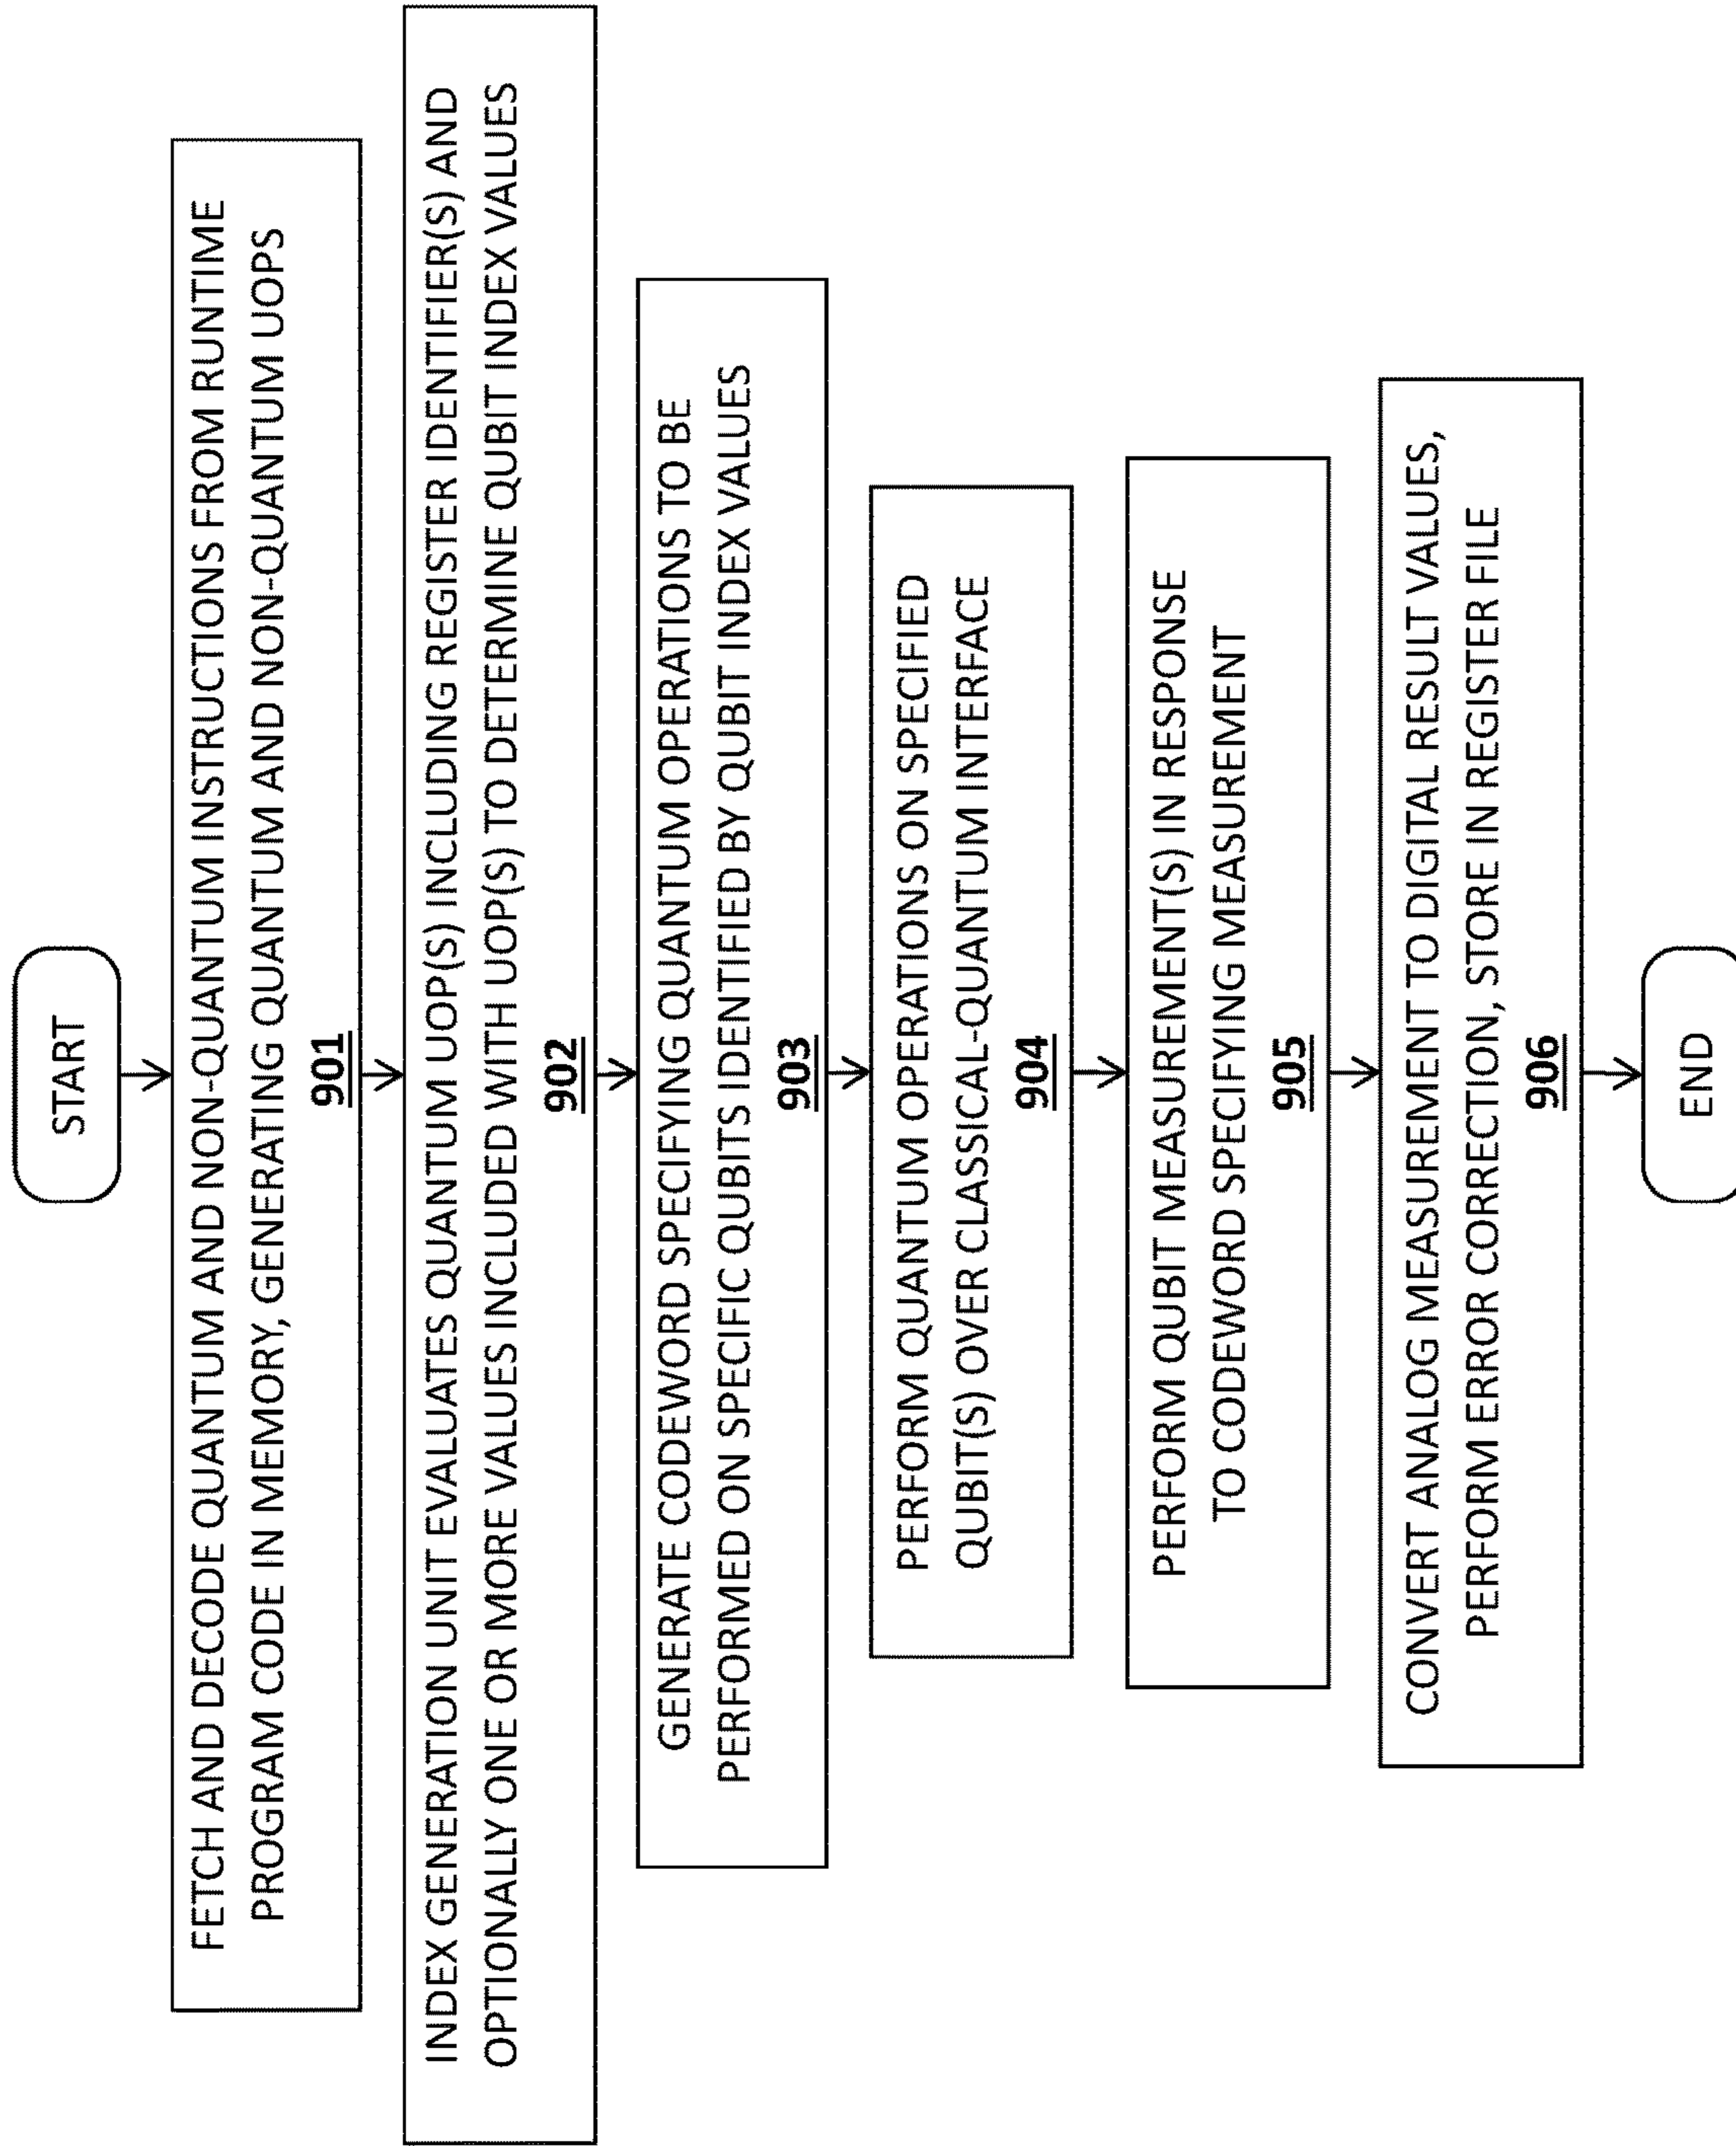 START
FETCH AND DECODE QUANTUM AND NON-QUANTUM INSTRUCTIONS FROM RUNTIME
PROGRAM CODE IN MEMORY, GENERATING QUANTUM AND NON-QUANTUM UOPS
901
INDEX GENERATION UNIT EVALUATES QUANTUM UOP(S) INCLUDING REGISTER IDENTIFIER(S) AND
OPTIONALLY ONE OR MORE VALUES INCLUDED WITH UOP(S) TO DETERMINE QUBIT INDEX VALUES
902
GENERATE CODEWORD SPECIFYING QUANTUM OPERATIONS TO BE
PERFORMED ON SPECIFIC QUBITS IDENTIFIED BY QUBIT INDEX VALUES
903
PERFORM QUANTUM OPERATIONS ON SPECIFIED
QUBIT(S) OVER CLASSICAL-QUANTUM INTERFACE
904
PERFORM QUBIT MEASUREMENT(S) IN RESPONSE
TO CODEWORD SPECIFYING MEASUREMENT
905
CONVERT ANALOG MEASUREMENT TO DIGITAL RESULT VALUES,
PERFORM ERROR CORRECTION, STORE IN REGISTER FILE
906
END